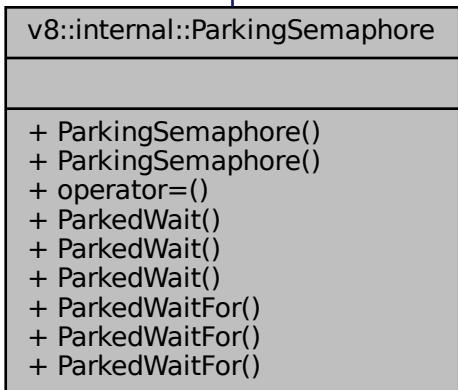 v8::internal::ParkingSemaphore
+ ParkingSemaphore()
+ ParkingSemaphore()
+ operator=()
+ ParkedWait()
+ ParkedWait()
+ ParkedWait()
+ ParkedWaitFor()
+ ParkedWaitFor()
+ ParkedWaitFor()